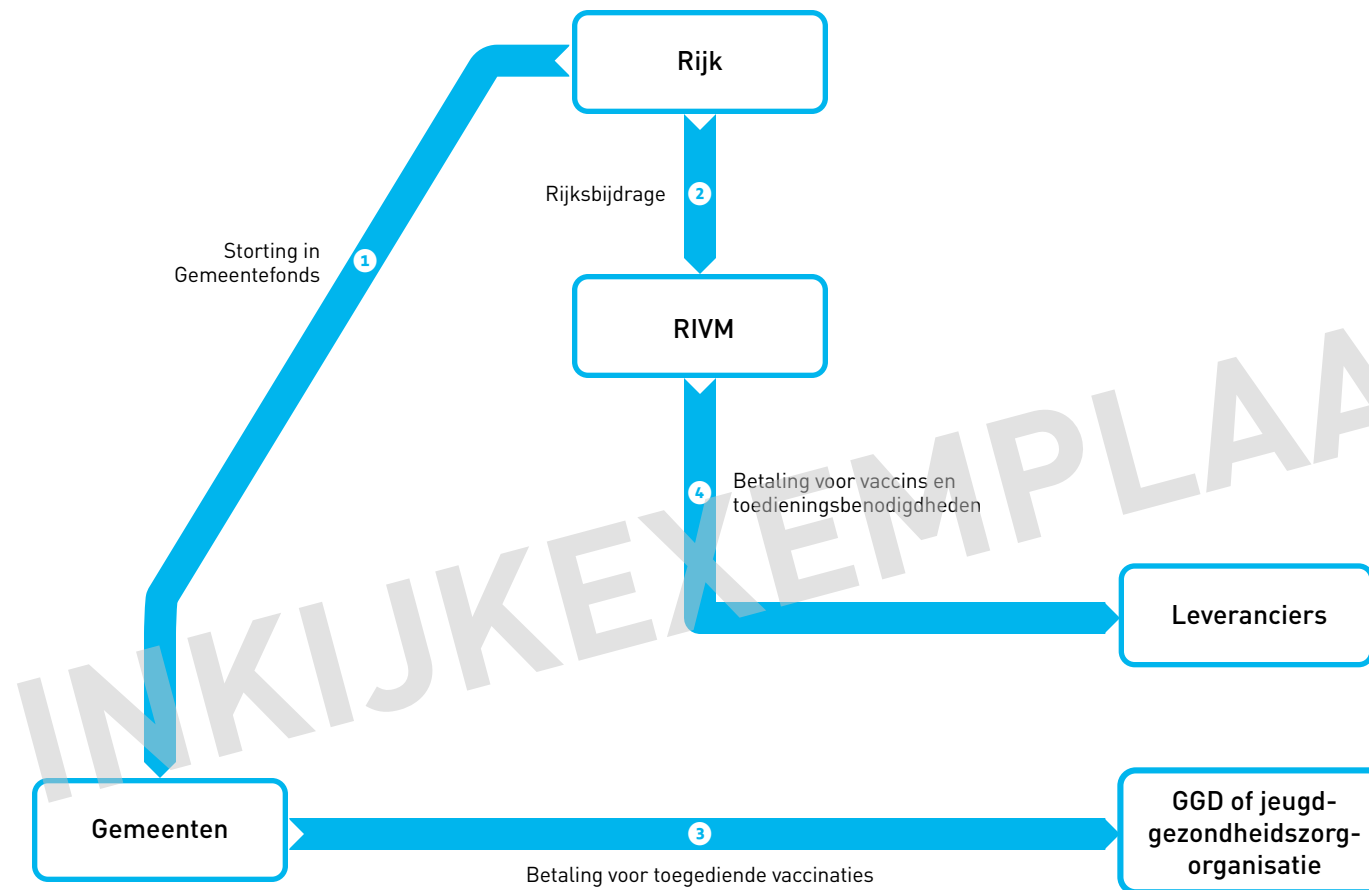 Rijk
Rijksbijdrage
2
Storting in
Gemeentefonds
1
RIVM
4
Betaling voor vaccins en
toedieningsbenodigdheden
INKIJKEXEMPLAA
Leveranciers
Gemeenten
3
Betaling voor toegediende vaccinaties
GGD of jeugd-
gezondheidszorg-
organisatie